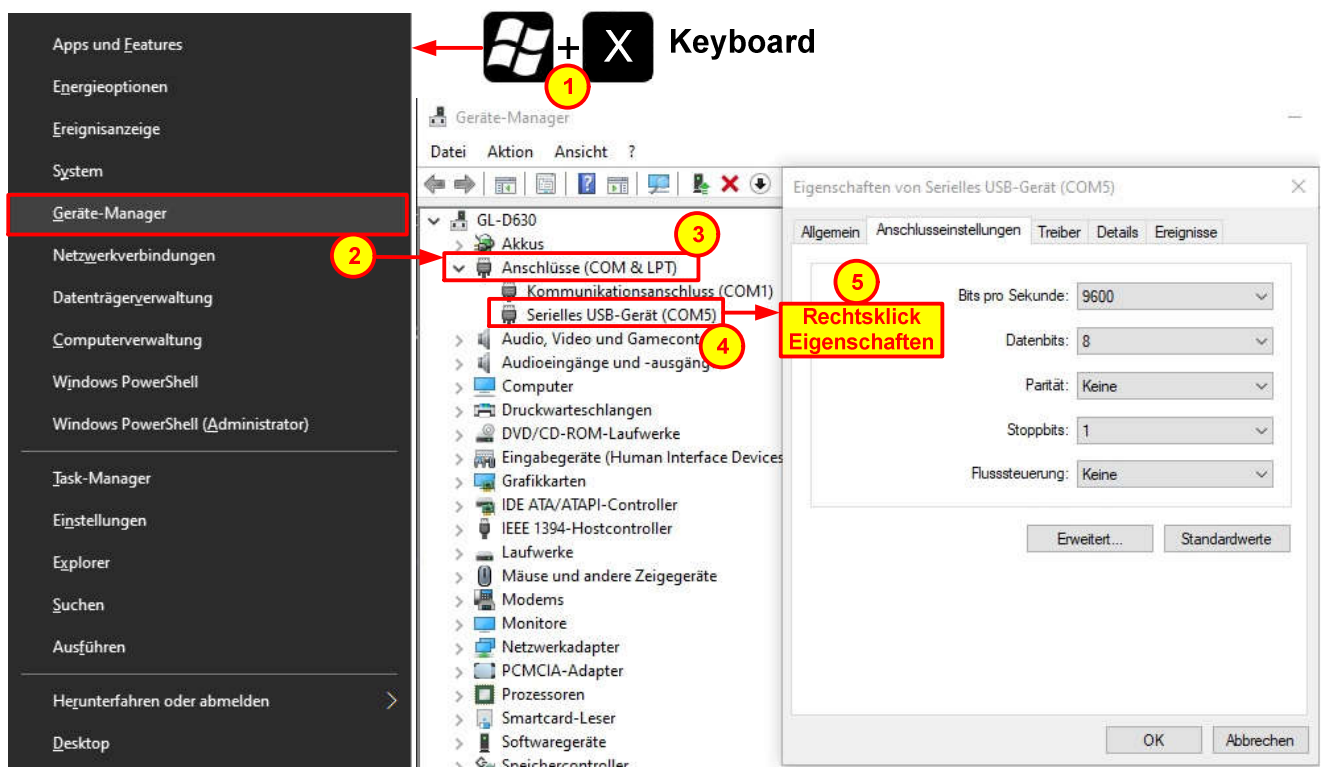 Apps und Features
Energieoptionen
Ereignisanzeige
System
Geräte-Manager
Netzwerkverbindungen
Datenträgerverwaltung
Computerverwaltung
Windows PowerShell
Windows PowerShell (Administrator)
Task-Manager
Einstellungen
Explorer
Suchen
Ausführen
Herunterfahren oder abmelden
Desktop
+ X Keyboard
1
2
3
4
5
Rechtsklick
Eigenschaften
Geräte-Manager
Datei Aktion Ansicht ?
GL-D630
Akkus
Anschlüsse (COM & LPT)
Kommunikationsanschluss (COM1)
Serielles USB-Gerät (COM5)
Audio, Video und Gamecont
Audioeingänge und -ausgäng
Computer
Druckwarteschlangen
DVD/CD-ROM-Laufwerke
Eingabegeräte (Human Interface Devices
Grafikkarten
IDE ATA/ATAPI-Controller
IEEE 1394-Hostcontroller
Laufwerke
Mäuse und andere Zeigegeräte
Modems
Monitore
Netzwerkadapter
PCMCIA-Adapter
Prozessoren
Smartcard-Leser
Softwaregeräte
Speichercontroller
Eigenschaften von Serielles USB-Gerät (COM5)
Allgemein Anschlusseinstellungen Treiber Details Ereignisse
Bits pro Sekunde: 9600
Datenbits: 8
Parität: Keine
Stoppbits: 1
Flusssteuerung: Keine
Erweitert... Standardwerte
OK Abbrechen